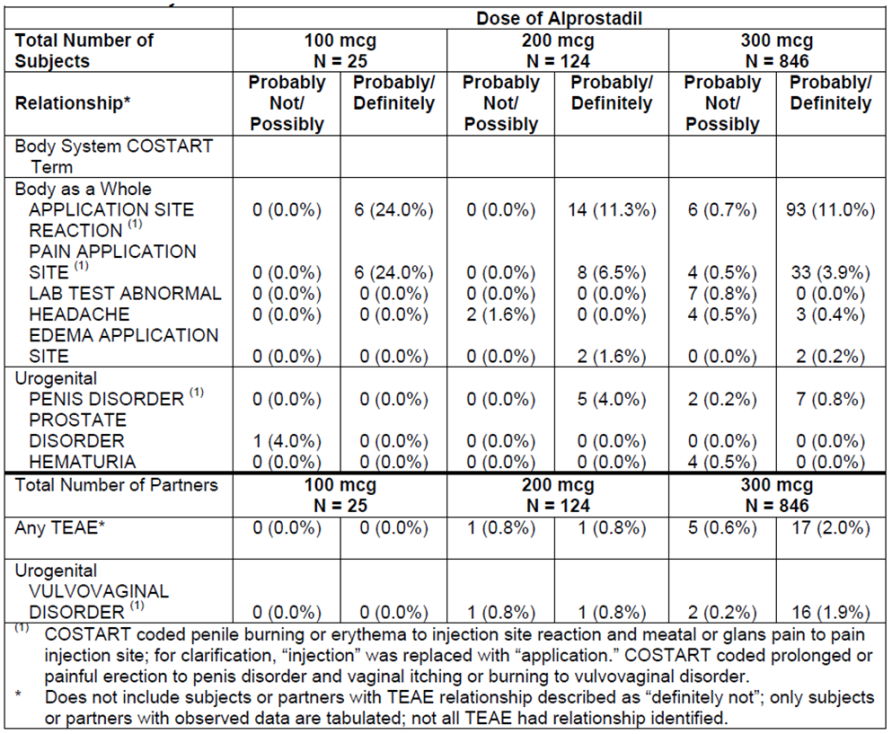 Dose of Alprostadil
Total Number of Subjects 100 mcg N = 25 200 mcg N = 124 300 mcg N = 846
Relationship* Probably Not/ Possibly Probably/ Definitely Probably Not/ Possibly Probably/ Definitely Probably Not/ Possibly Probably/ Definitely
Body System COSTART
Term
Body as a Whole
APPLICATION SITE 0 (0.0%) 6 (24.0%) 0 (0.0%) 14 (11.3%) 6 (0.7%) 93 (11.0%)
REACTION (1)
PAIN APPLICATION
SITE (1) 0 (0.0%) 6 (24.0%) 0 (0.0%) 8 (6.5%) 4 (0.5%) 33 (3.9%)
LAB TEST ABNORMAL 0 (0.0%) 0 (0.0%) 0 (0.0%) 0 (0.0%) 7 (0.8%) 0 (0.0%)
HEADACHE 0 (0.0%) 0 (0.0%) 2 (1.6%) 0 (0.0%) 4 (0.5%) 3 (0.4%)
EDEMA APPLICATION
SITE 0 (0.0%) 0 (0.0%) 0 (0.0%) 2 (1.6%) 0 (0.0%) 2 (0.2%)
Urogenital
PENIS DISORDER (1) 0 (0.0%) 0 (0.0%) 0 (0.0%) 5 (4.0%) 2 (0.2%) 7 (0.8%)
PROSTATE
DISORDER 1 (4.0%) 0 (0.0%) 0 (0.0%) 0 (0.0%) 0 (0.0%) 0 (0.0%)
HEMATURIA 0 (0.0%) 0 (0.0%) 0 (0.0%) 0 (0.0%) 4 (0.5%) 0 (0.0%)
Total Number of Partners 100 mcg 200 mcg 300 mcg
N = 25 N = 124 N = 846
Any TEAE* 0 (0.0%) 0 (0.0%) 1 (0.8%) 1 (0.8%) 5 (0.6%) 17 (2.0%)
Urogenital
VULVOVAGINAL
DISORDER (1) 0 (0.0%) 0 (0.0%) 1 (0.8%) 1 (0.8%) 2 (0.2%) 16 (1.9%)
(1) COSTART coded penile burning or erythema to injection site reaction and meatal or glans pain to pain
injection site; for clarification, “injection” was replaced with “application.” COSTART coded prolonged or
painful erection to penis disorder and vaginal itching or burning to vulvovaginal disorder.
* Does not include subjects or partners with TEAE relationship described as “definitely not”; only subjects
or partners with observed data are tabulated; not all TEAE had relationship identified.